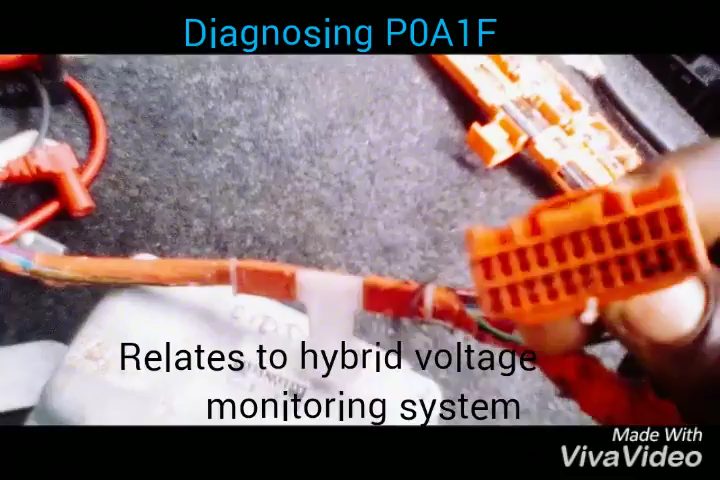 Diagnosing P0A1F
Relates to hybrid voltage
monitoring system
Made With
VivaVideo